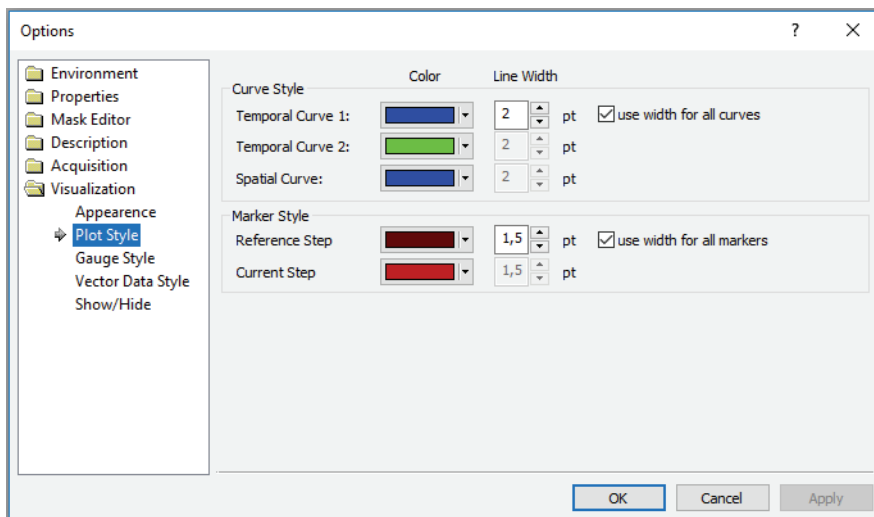 Options ?
Environment
Properties
Mask Editor
Description
Acquisition
Visualization
Appearence
Plot Style
Gauge Style
Vector Data Style
Show/Hide
Color Line Width
Curve Style
Temporal Curve 1: 2 pt use width for all curves
Temporal Curve 2: 2 pt
Spatial Curve: 2 pt
Marker Style
Reference Step 1,5 pt use width for all markers
Current Step 1,5 pt
OK Cancel Apply